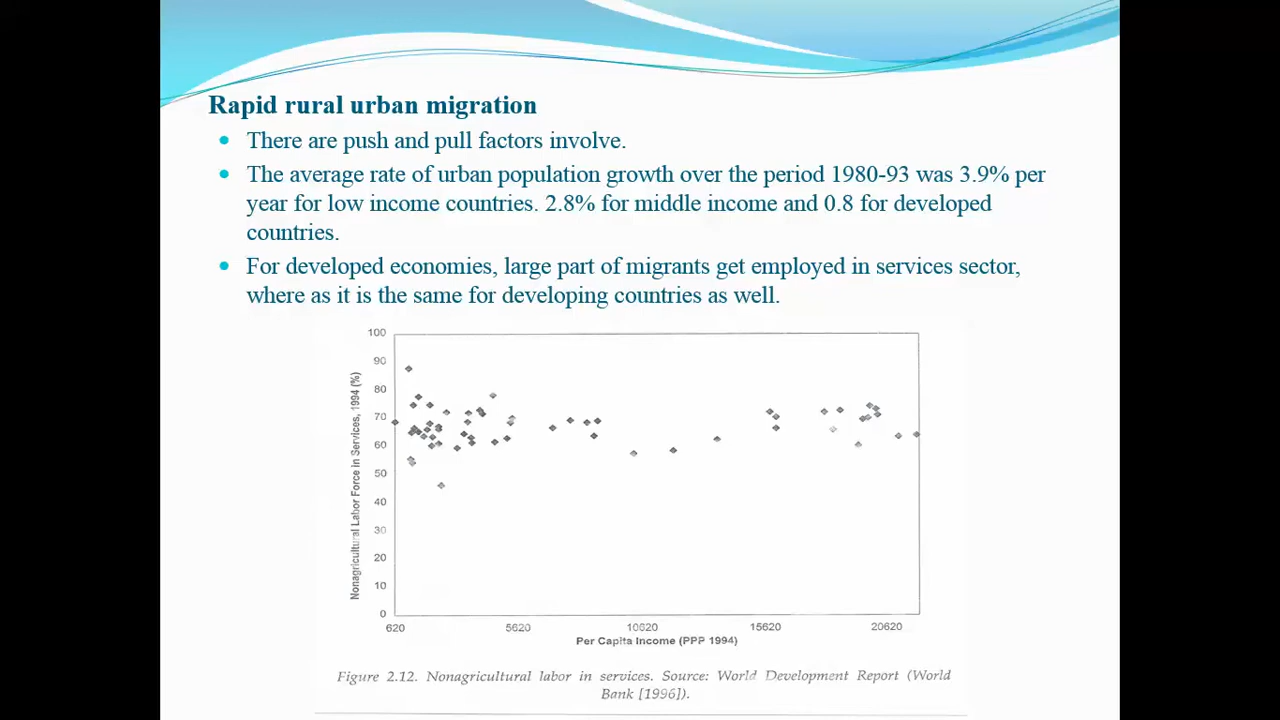 Rapid rural urban migration
There are push and pull factors involve.
The average rate of urban population growth over the period 1980-93 was 3.9% per
year for low income countries. 2.8% for middle income and 0.8 for developed
countries.
For developed economies, large part of migrants get employed in services sector,
where as it is the same for developing countries as well.
Nonagricultural Labor Force in Services, 1994 (%)
100
90
80
70
60
50
40
30
20
10
0
620 5620 10620 15620 20620
Per Capita Income (PPP 1994)
Figure 2.12. Nonagricultural labor in services. Source: World Development Report (World
Bank [1996]).